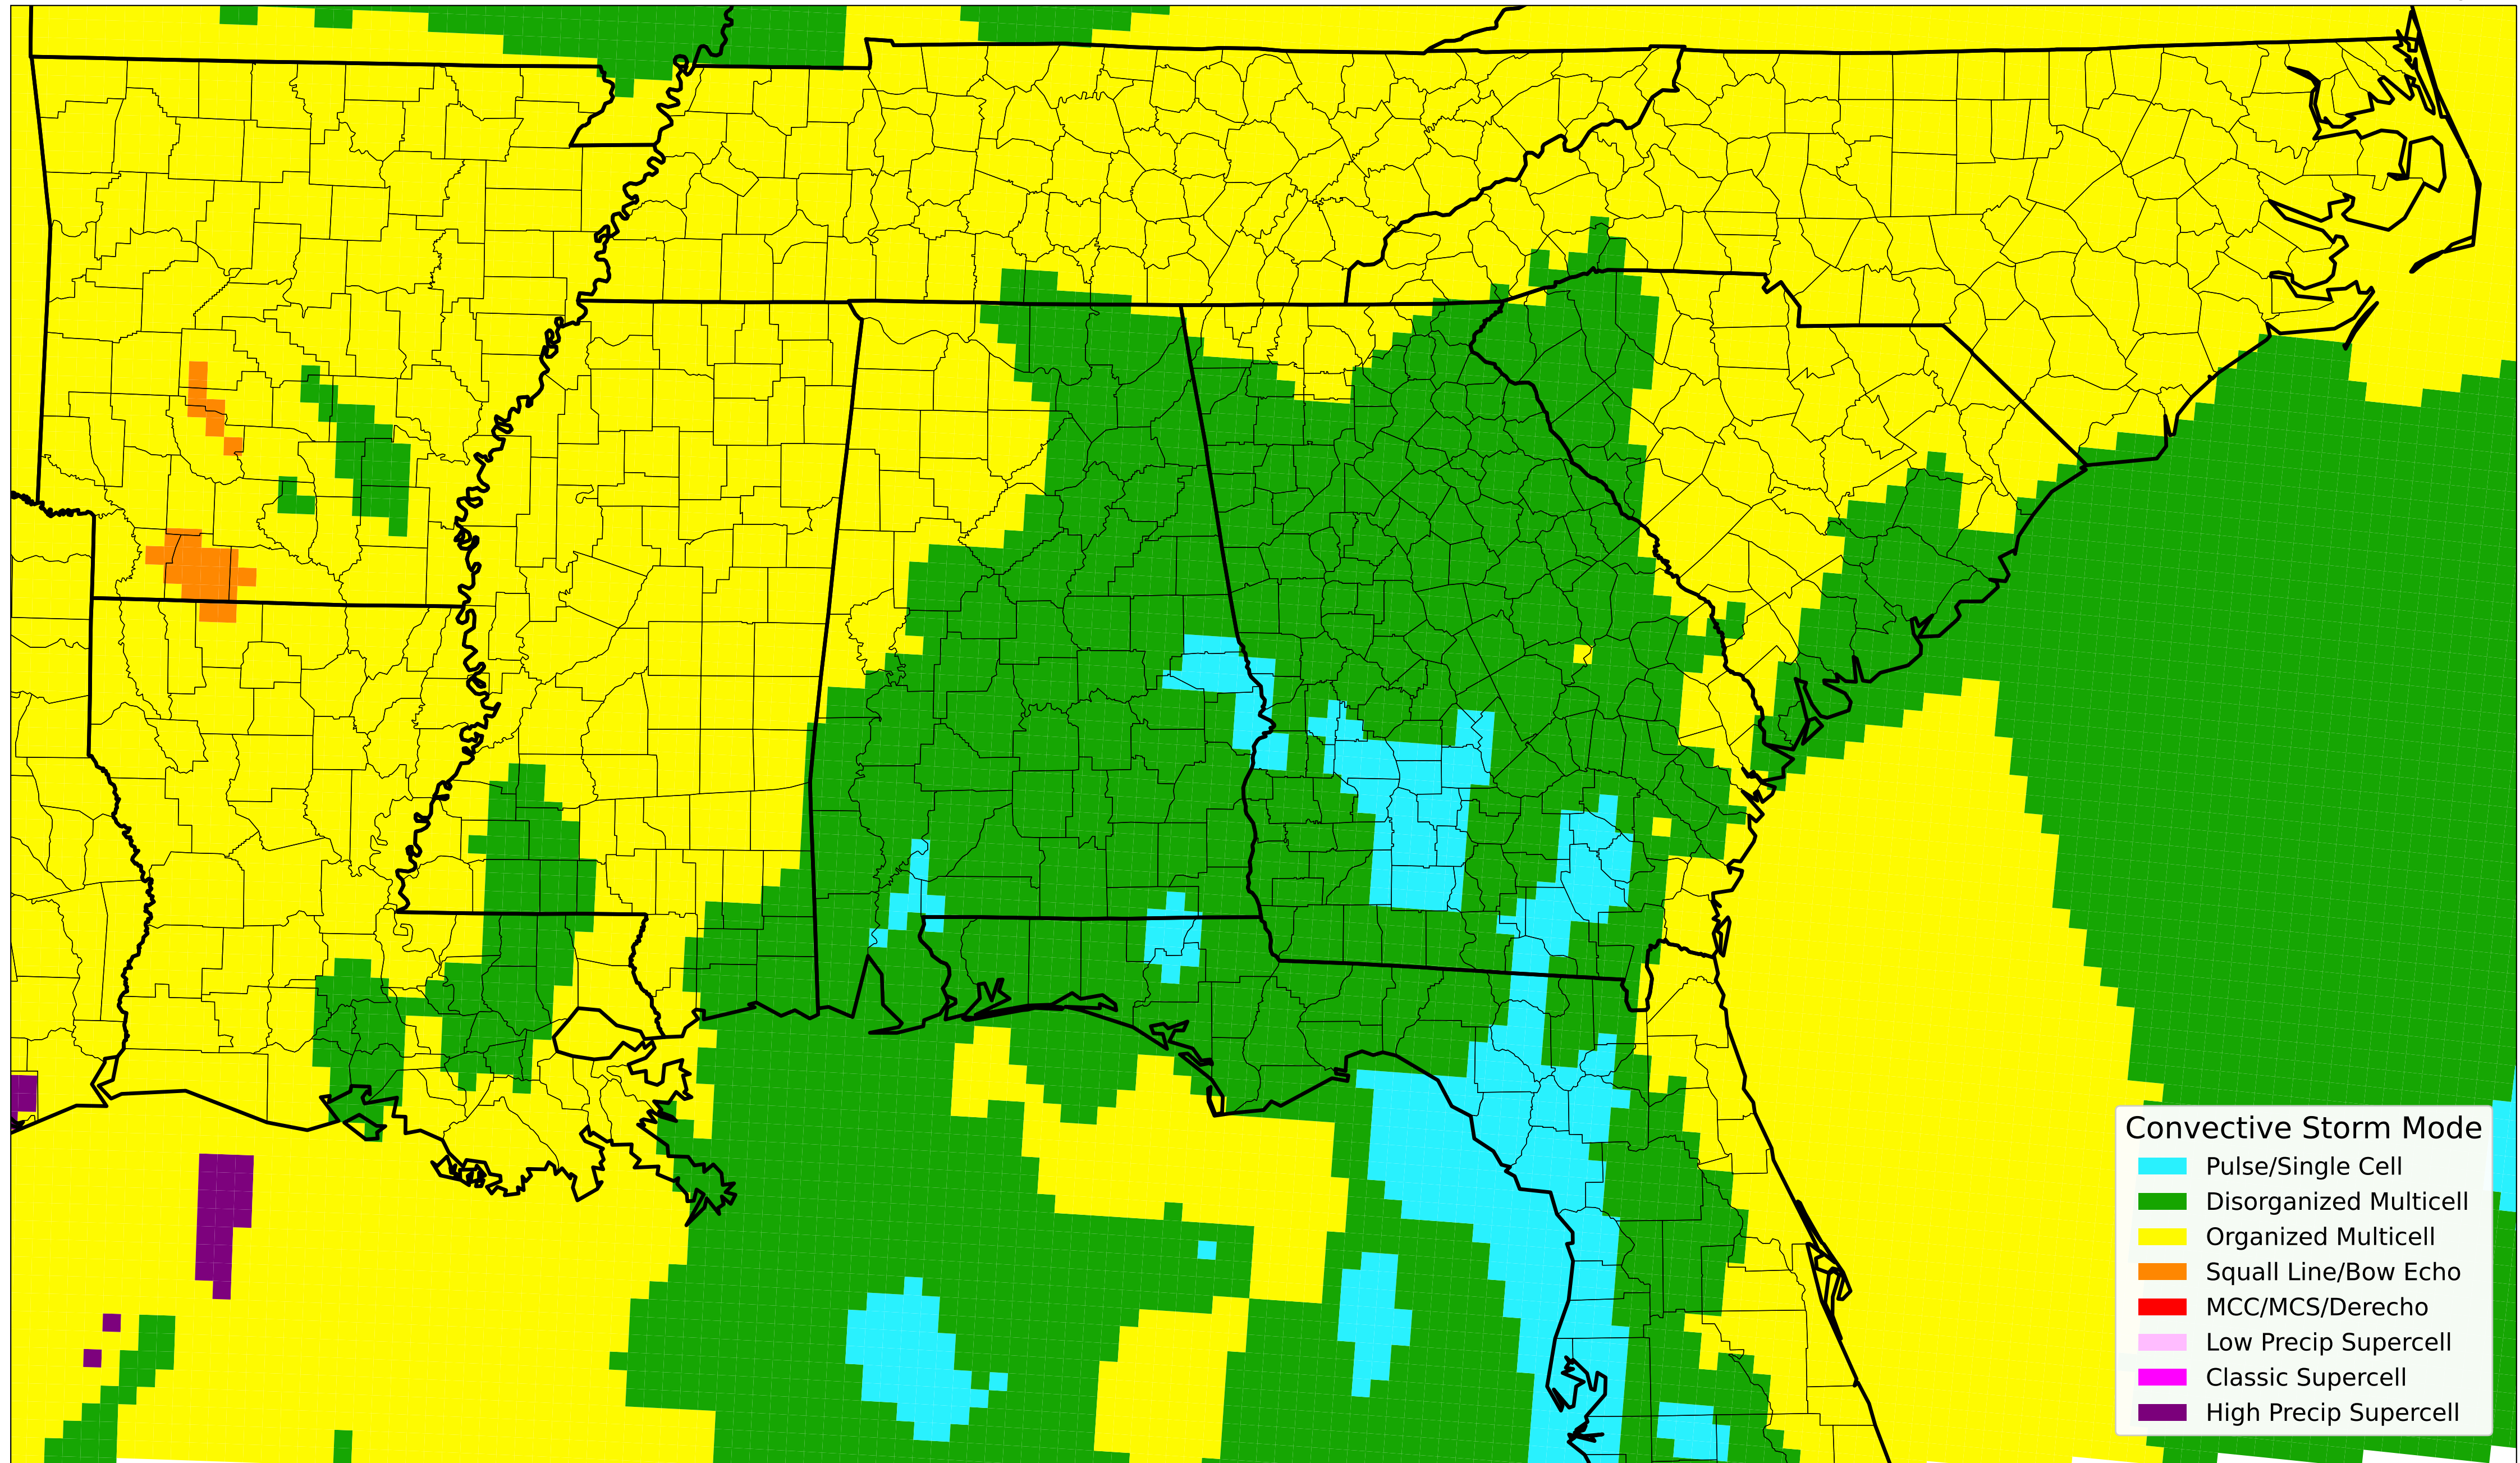 Convective Storm Mode
Pulse/Single Cell
Disorganized Multicell
Organized Multicell
Squall Line/Bow Echo
MCC/MCS/Derecho
Low Precip Supercell
Classic Supercell
High Precip Supercell